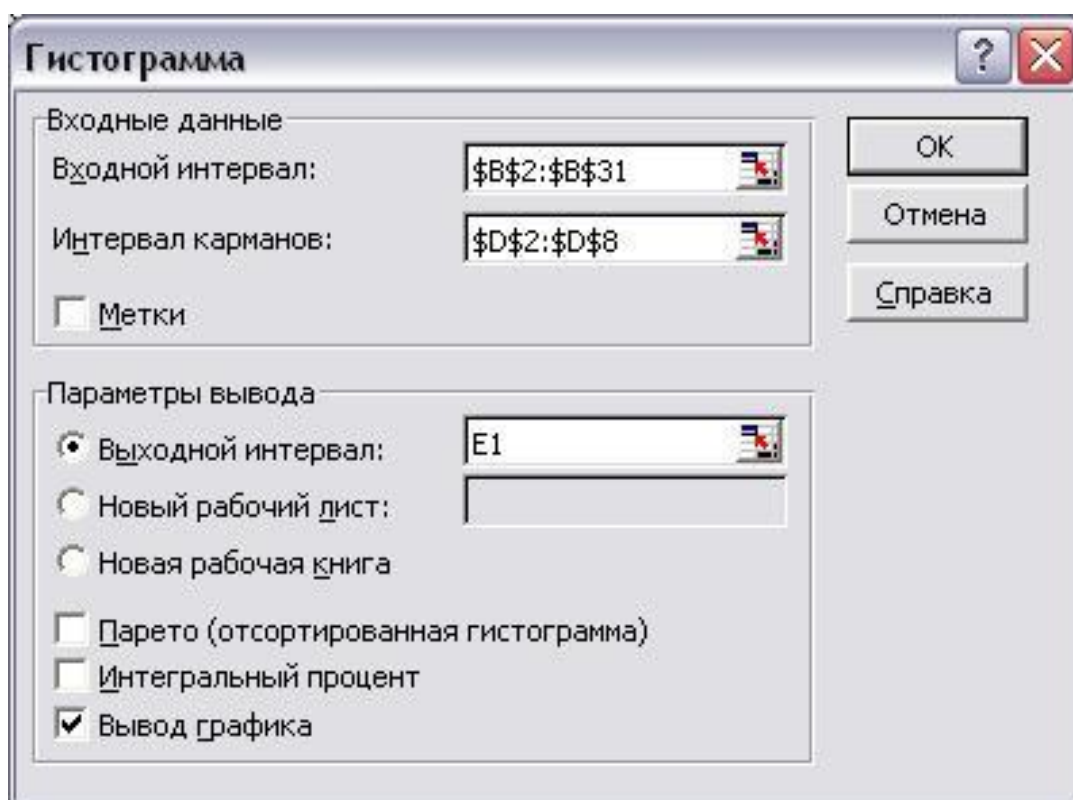 Гистограмма
Входные данные
Входной интервал: $B$2:$B$31
Интервал карманов: $D$2:$D$8
Метки
OK
Отмена
Справка
Параметры вывода
Выходной интервал: E1
Новый рабочий лист:
Новая рабочая книга
Парето (отсортированная гистограмма)
Интегральный процент
Вывод графика